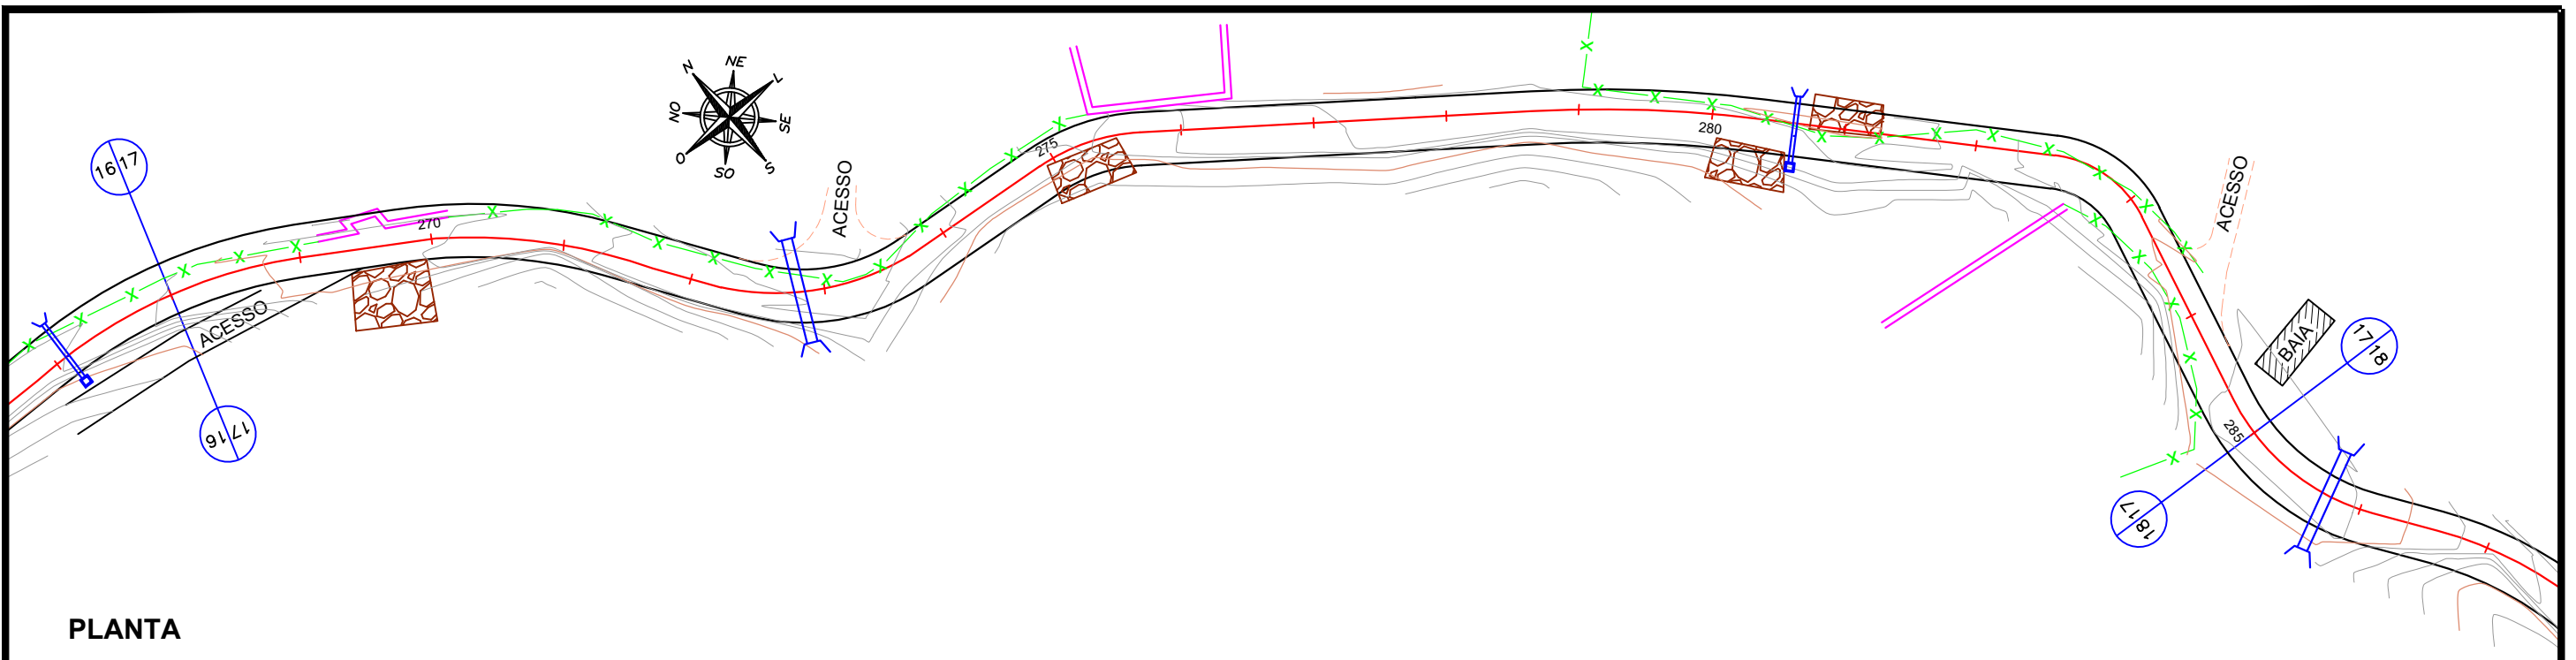 N
NE
L
NO
SE
O
SO
S
16 17
17 16
270
ACESSO
ACESSO
275
280
ACESSO
BAIA
17 18
18 17
285
PLANTA